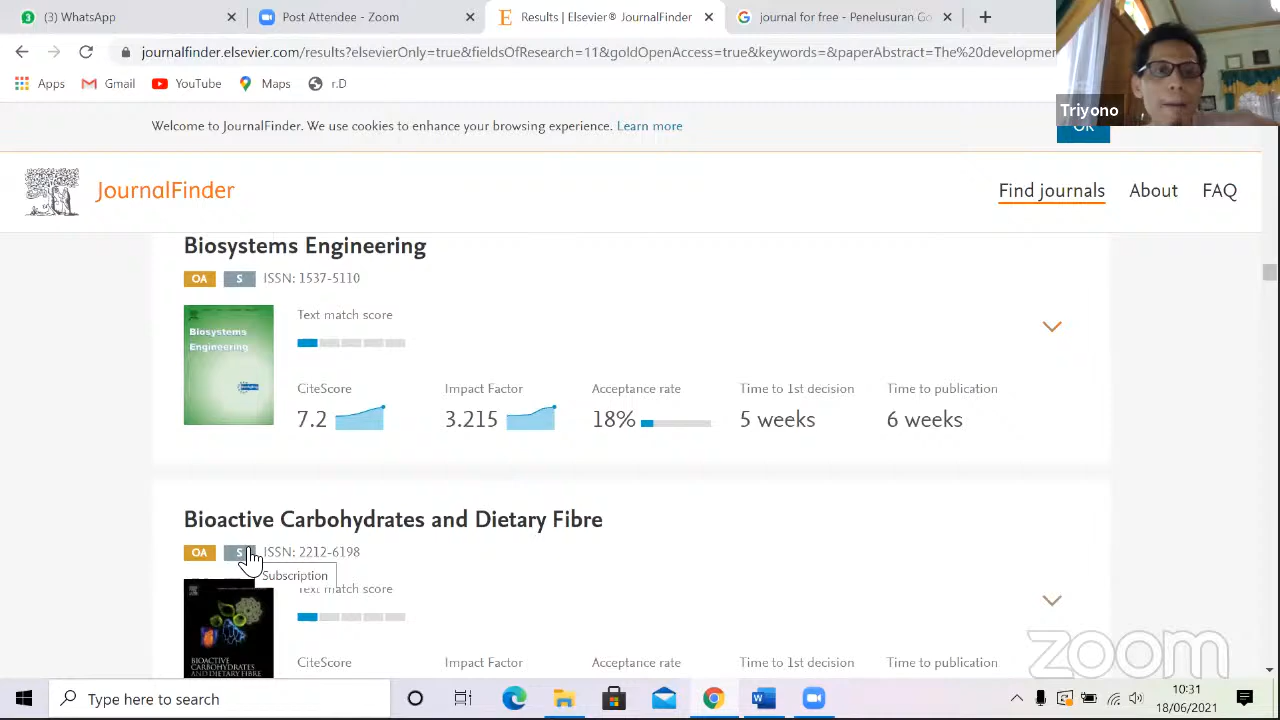 (3) WhatsApp
Post Attendee - Zoom
Results | Elsevier® JournalFinder
journal for free - Penelusuran G
journalfinder.elsevier.com/results?elsevierOnly=true&fieldsOfResearch=11&goldOpenAccess=true&keywords=&paperAbstract=The%20developmen
Apps
Gmail
YouTube
Maps
r.D
Triyono
Welcome to JournalFinder. We use cookies to enhance your browsing experience. Learn more
OK
JournalFinder
Find journals
About
FAQ
Biosystems Engineering
OA
S
ISSN: 1537-5110
Biosystems
Engineering
Text match score
CiteScore
Impact Factor
Acceptance rate
Time to 1st decision
Time to publication
7.2
3.215
18%
5 weeks
6 weeks
Bioactive Carbohydrates and Dietary Fibre
OA
S
ISSN: 2212-6198
Subscription
Text match score
BIOACTIVE
CARBOHYDRATES
AND DIETARY FIBRE
CiteScore
Impact Factor
Acceptance rate
Time to 1st decision
Time to publication
zoom
Type here to search
10:31
18/06/2021